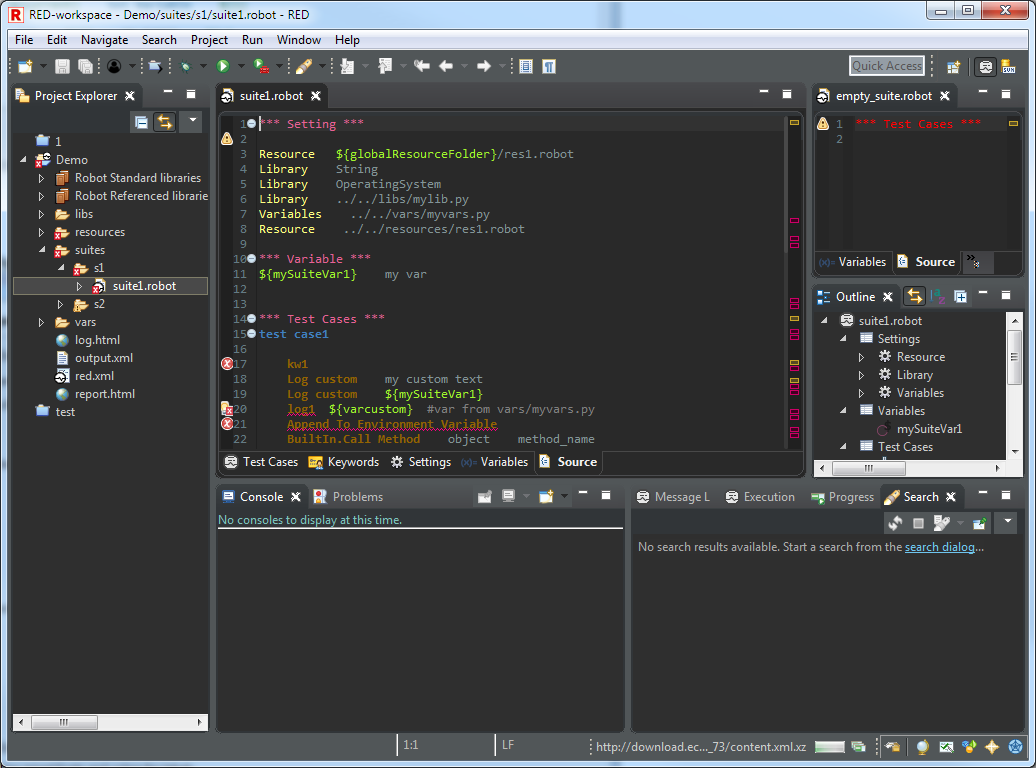 RED-workspace - Demo/suites/s1/suite1.robot - RED
File Edit Navigate Search Project Run Window Help
Quick Access
Project Explorer
1
Demo
Robot Standard libraries
Robot Referenced librarie
libs
resources
suites
s1
suite1.robot
s2
vars
log.html
output.xml
red.xml
report.html
test
suite1.robot
1 *** Setting ***
2
3 Resource ${globalResourceFolder}/res1.robot
4 Library String
5 Library OperatingSystem
6 Library ../../libs/mylib.py
7 Variables ../../vars/myvars.py
8 Resource ../../resources/res1.robot
9
10 *** Variable ***
11 ${mySuiteVar1} my var
12
13
14 *** Test Cases ***
15 test case1
16
17 kw1
18 Log custom my custom text
19 Log custom ${mySuiteVar1}
20 log1 ${varcustom} #var from vars/myvars.py
21 Append To Environment Variable
22 BuiltIn.Call Method object method_name
Test Cases Keywords Settings Variables Source
empty_suite.robot
1 *** Test Cases ***
2
Variables Source
Outline
suite1.robot
Settings
Resource
Library
Variables
Variables
mySuiteVar1
Test Cases
Console Problems
No consoles to display at this time.
Message L Execution Progress Search
No search results available. Start a search from the search dialog...
1:1 LF http://download.ec..._73/content.xml.xz